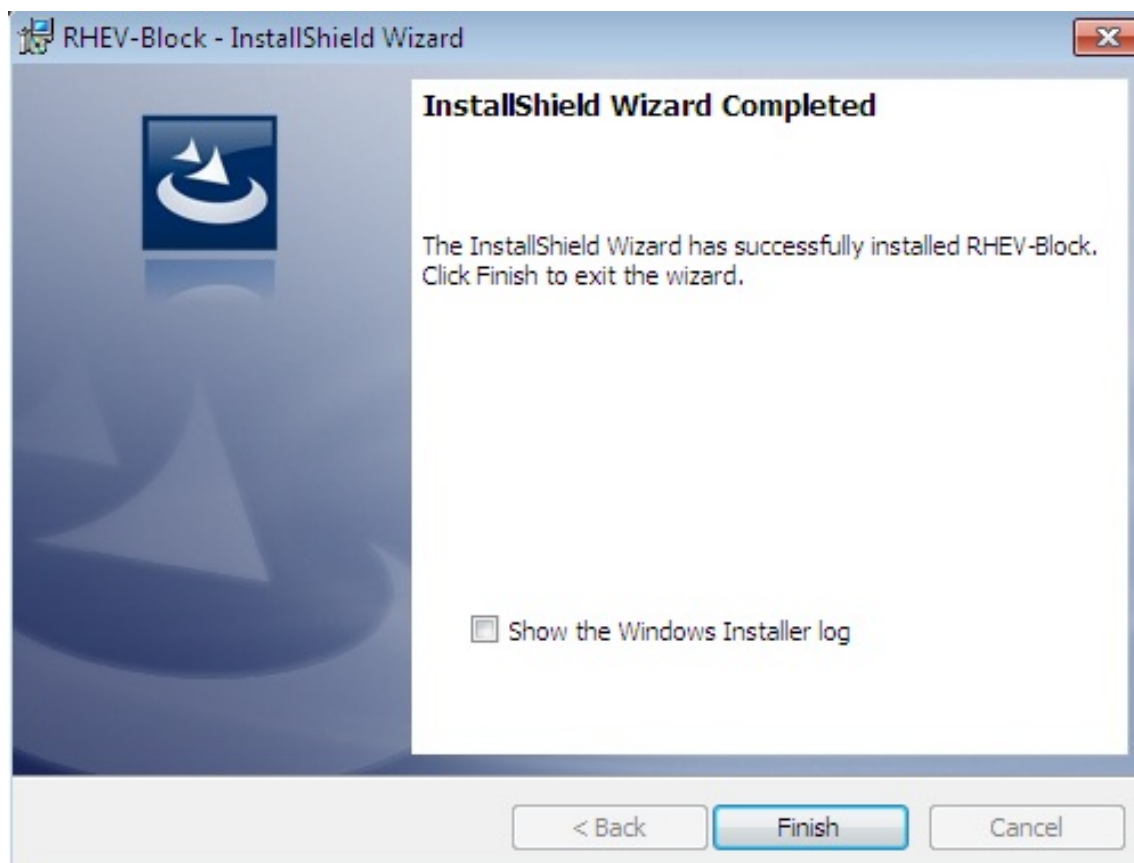 RHEV-Block - InstallShield Wizard
InstallShield Wizard Completed
The InstallShield Wizard has successfully installed RHEV-Block.
Click Finish to exit the wizard.
Show the Windows Installer log
< Back
Finish
Cancel